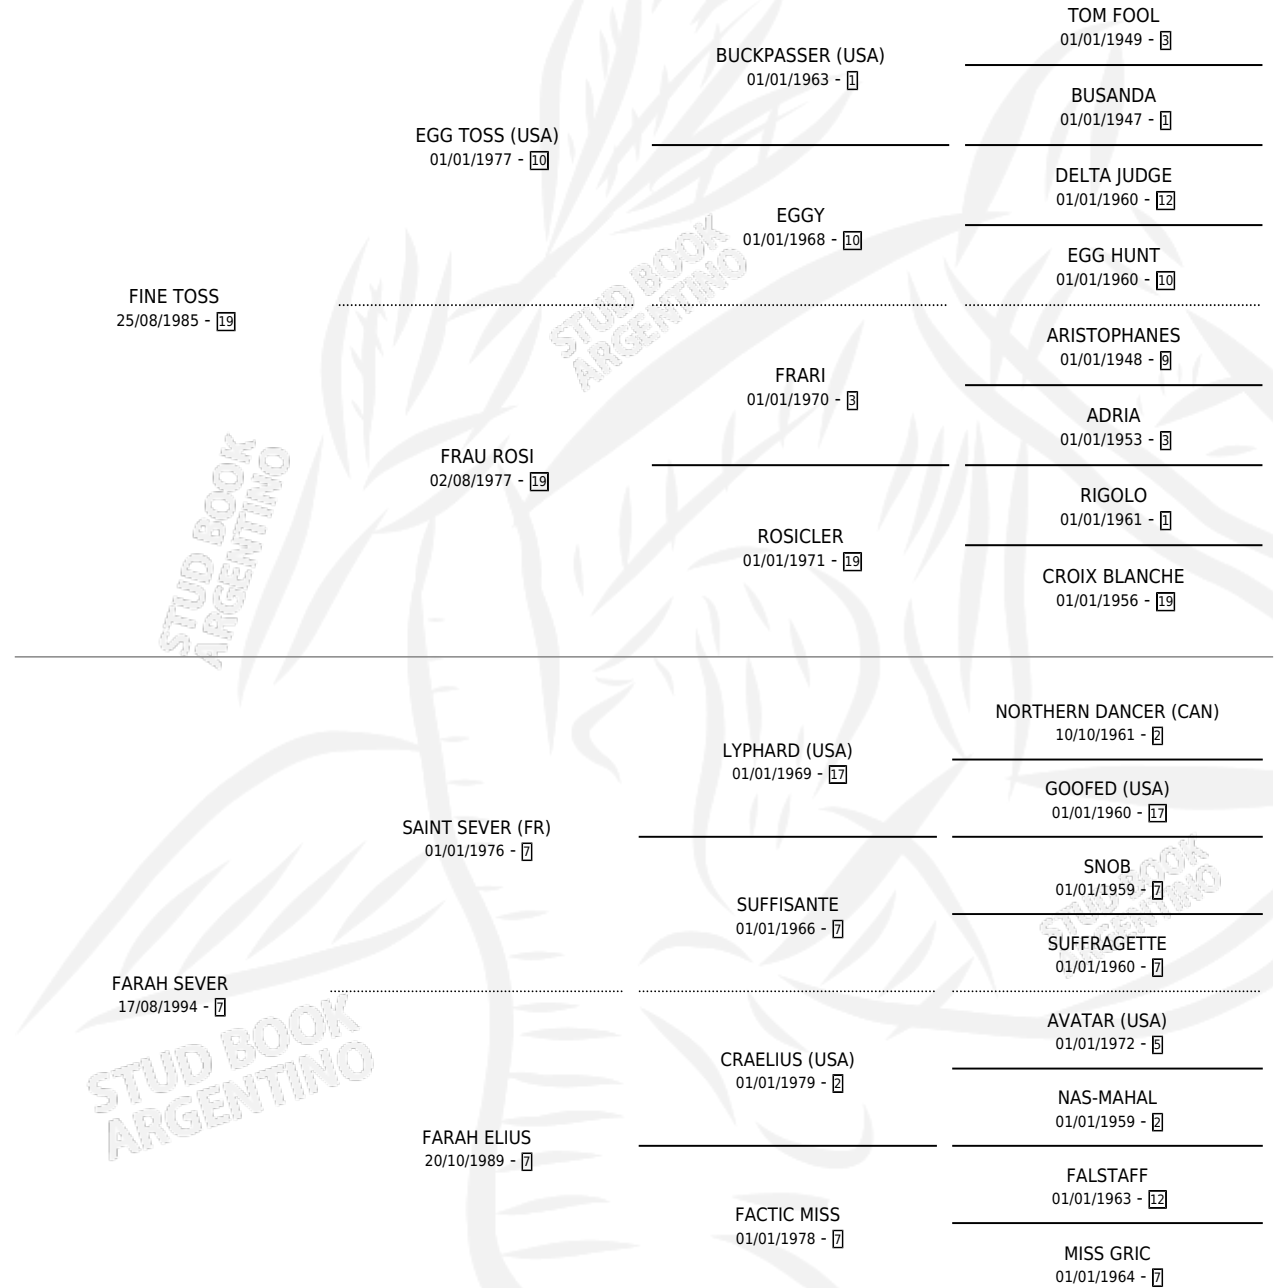 TOM FOOL
01/01/1949 - 3
BUCKPASSER (USA)
01/01/1963 - 1
BUSANDA
01/01/1947 - 1
EGG TOSS (USA)
01/01/1977 - 10
DELTA JUDGE
01/01/1960 - 12
EGGY
01/01/1968 - 10
EGG HUNT
01/01/1960 - 10
FINE TOSS
25/08/1985 - 19
ARISTOPHANES
01/01/1948 - 9
FRARI
01/01/1970 - 3
ADRIA
01/01/1953 - 3
FRAU ROSI
02/08/1977 - 19
RIGOLO
01/01/1961 - 1
ROSICLER
01/01/1971 - 19
CROIX BLANCHE
01/01/1956 - 19
NORTHERN DANCER (CAN)
10/10/1961 - 2
LYPHARD (USA)
01/01/1969 - 17
GOOFED (USA)
01/01/1960 - 17
SAINT SEVER (FR)
01/01/1976 - 7
SNOB
01/01/1959 - 7
SUFFISANTE
01/01/1966 - 7
SUFFRAGETTE
01/01/1960 - 7
FARAH SEVER
17/08/1994 - 7
AVATAR (USA)
01/01/1972 - 5
CRAELIUS (USA)
01/01/1979 - 2
NAS-MAHAL
01/01/1959 - 2
FARAH ELIUS
20/10/1989 - 7
FALSTAFF
01/01/1963 - 12
FACTIC MISS
01/01/1978 - 7
MISS GRIC
01/01/1964 - 7
STUD BOOK
ARGENTINO
STUD BOOK
ARGENTINO
STUD BOOK
ARGENTINO
STUD BOOK
ARGENTINO